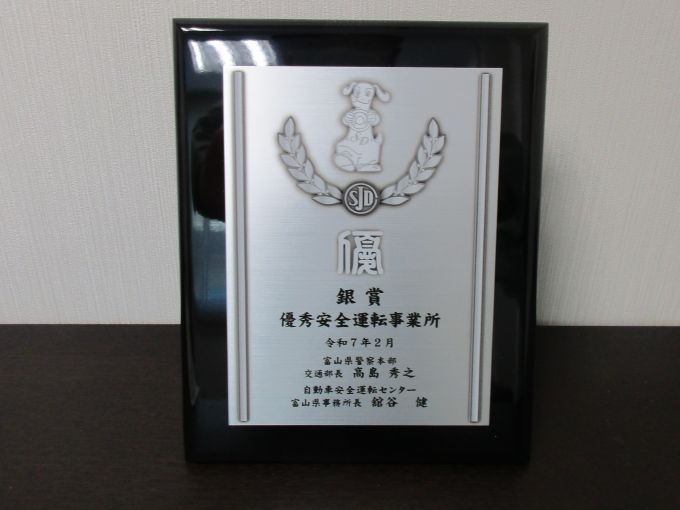 SD
SJD
優
銀賞
優秀安全運転事業所
令和7年2月
富山県警察本部
交通部長 高島 秀之
自動車安全運転センター
富山県事務所長 舘谷 健